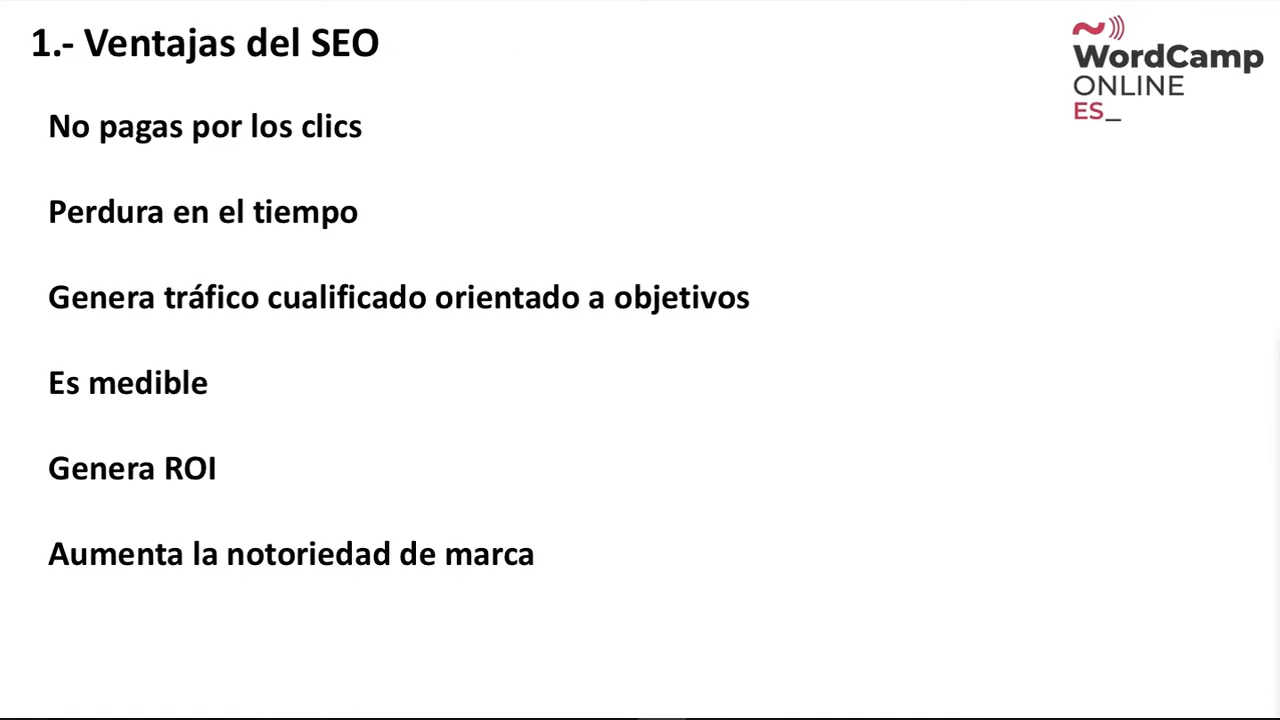 1.- Ventajas del SEO
WordCamp
ONLINE
ES_
No pagas por los clics
Perdura en el tiempo
Genera tráfico cualificado orientado a objetivos
Es medible
Genera ROI
Aumenta la notoriedad de marca